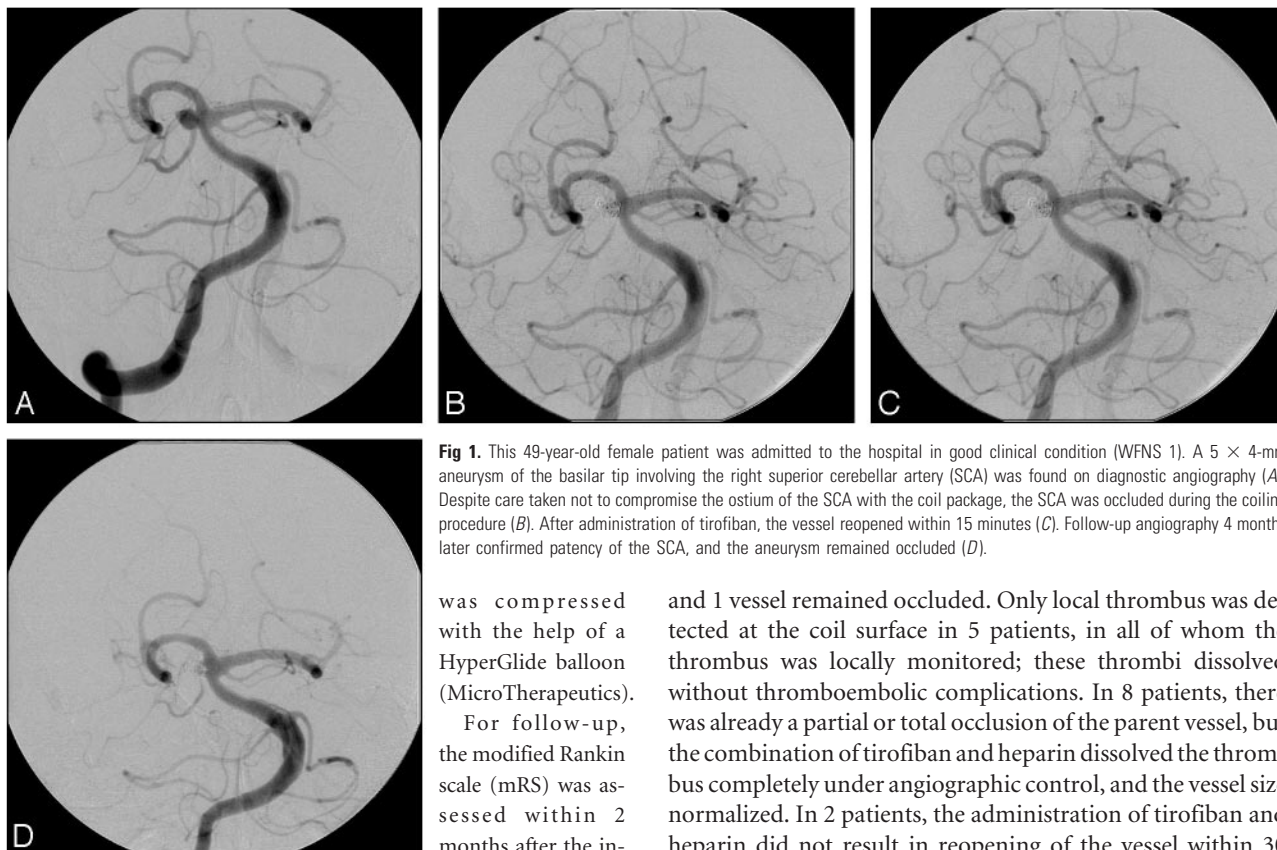 A
B
C
D
Fig 1. This 49-year-old female patient was admitted to the hospital in good clinical condition (WFNS 1). A 5 × 4-mm
aneurysm of the basilar tip involving the right superior cerebellar artery (SCA) was found on diagnostic angiography (A
Despite care taken not to compromise the ostium of the SCA with the coil package, the SCA was occluded during the coilin
procedure (B). After administration of tirofiban, the vessel reopened within 15 minutes (C). Follow-up angiography 4 month
later confirmed patency of the SCA, and the aneurysm remained occluded (D).
was compressed
with the help of a
HyperGlide balloon
(MicroTherapeutics).
For follow-up,
the modified Rankin
scale (mRS) was as-
sessed within 2
months after the in-
and 1 vessel remained occluded. Only local thrombus was de-
tected at the coil surface in 5 patients, in all of whom th
thrombus was locally monitored; these thrombi dissolved
without thromboembolic complications. In 8 patients, ther
was already a partial or total occlusion of the parent vessel, bu
the combination of tirofiban and heparin dissolved the throm-
bus completely under angiographic control, and the vessel siz
normalized. In 2 patients, the administration of tirofiban and
heparin did not result in reopening of the vessel within 30